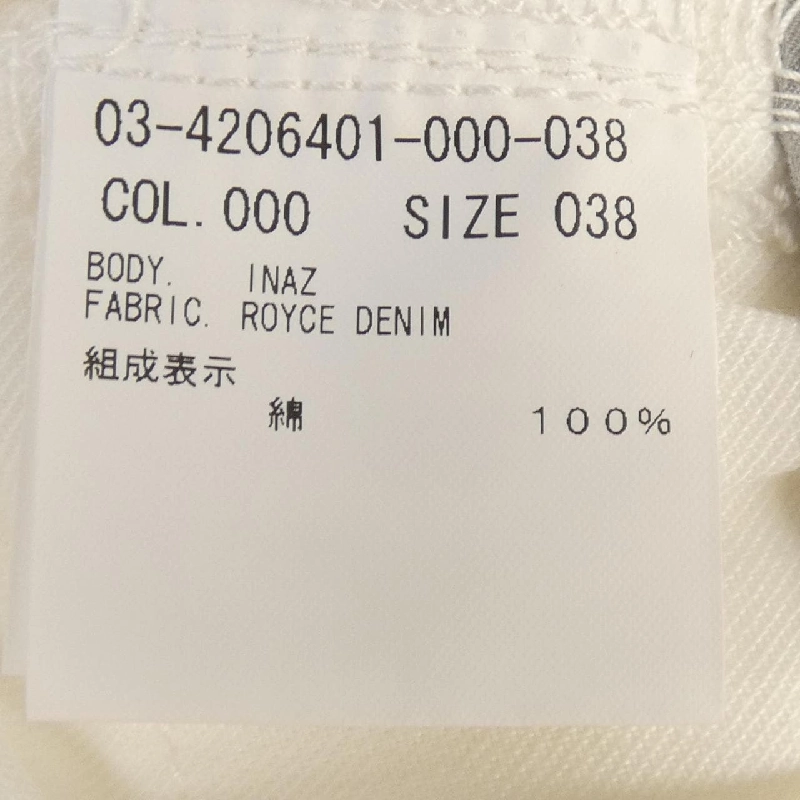 03-4206401-000-038
COL. 000 SIZE 038
BODY. INAZ
FABRIC. ROYCE DENIM
組成表示
綿 100%